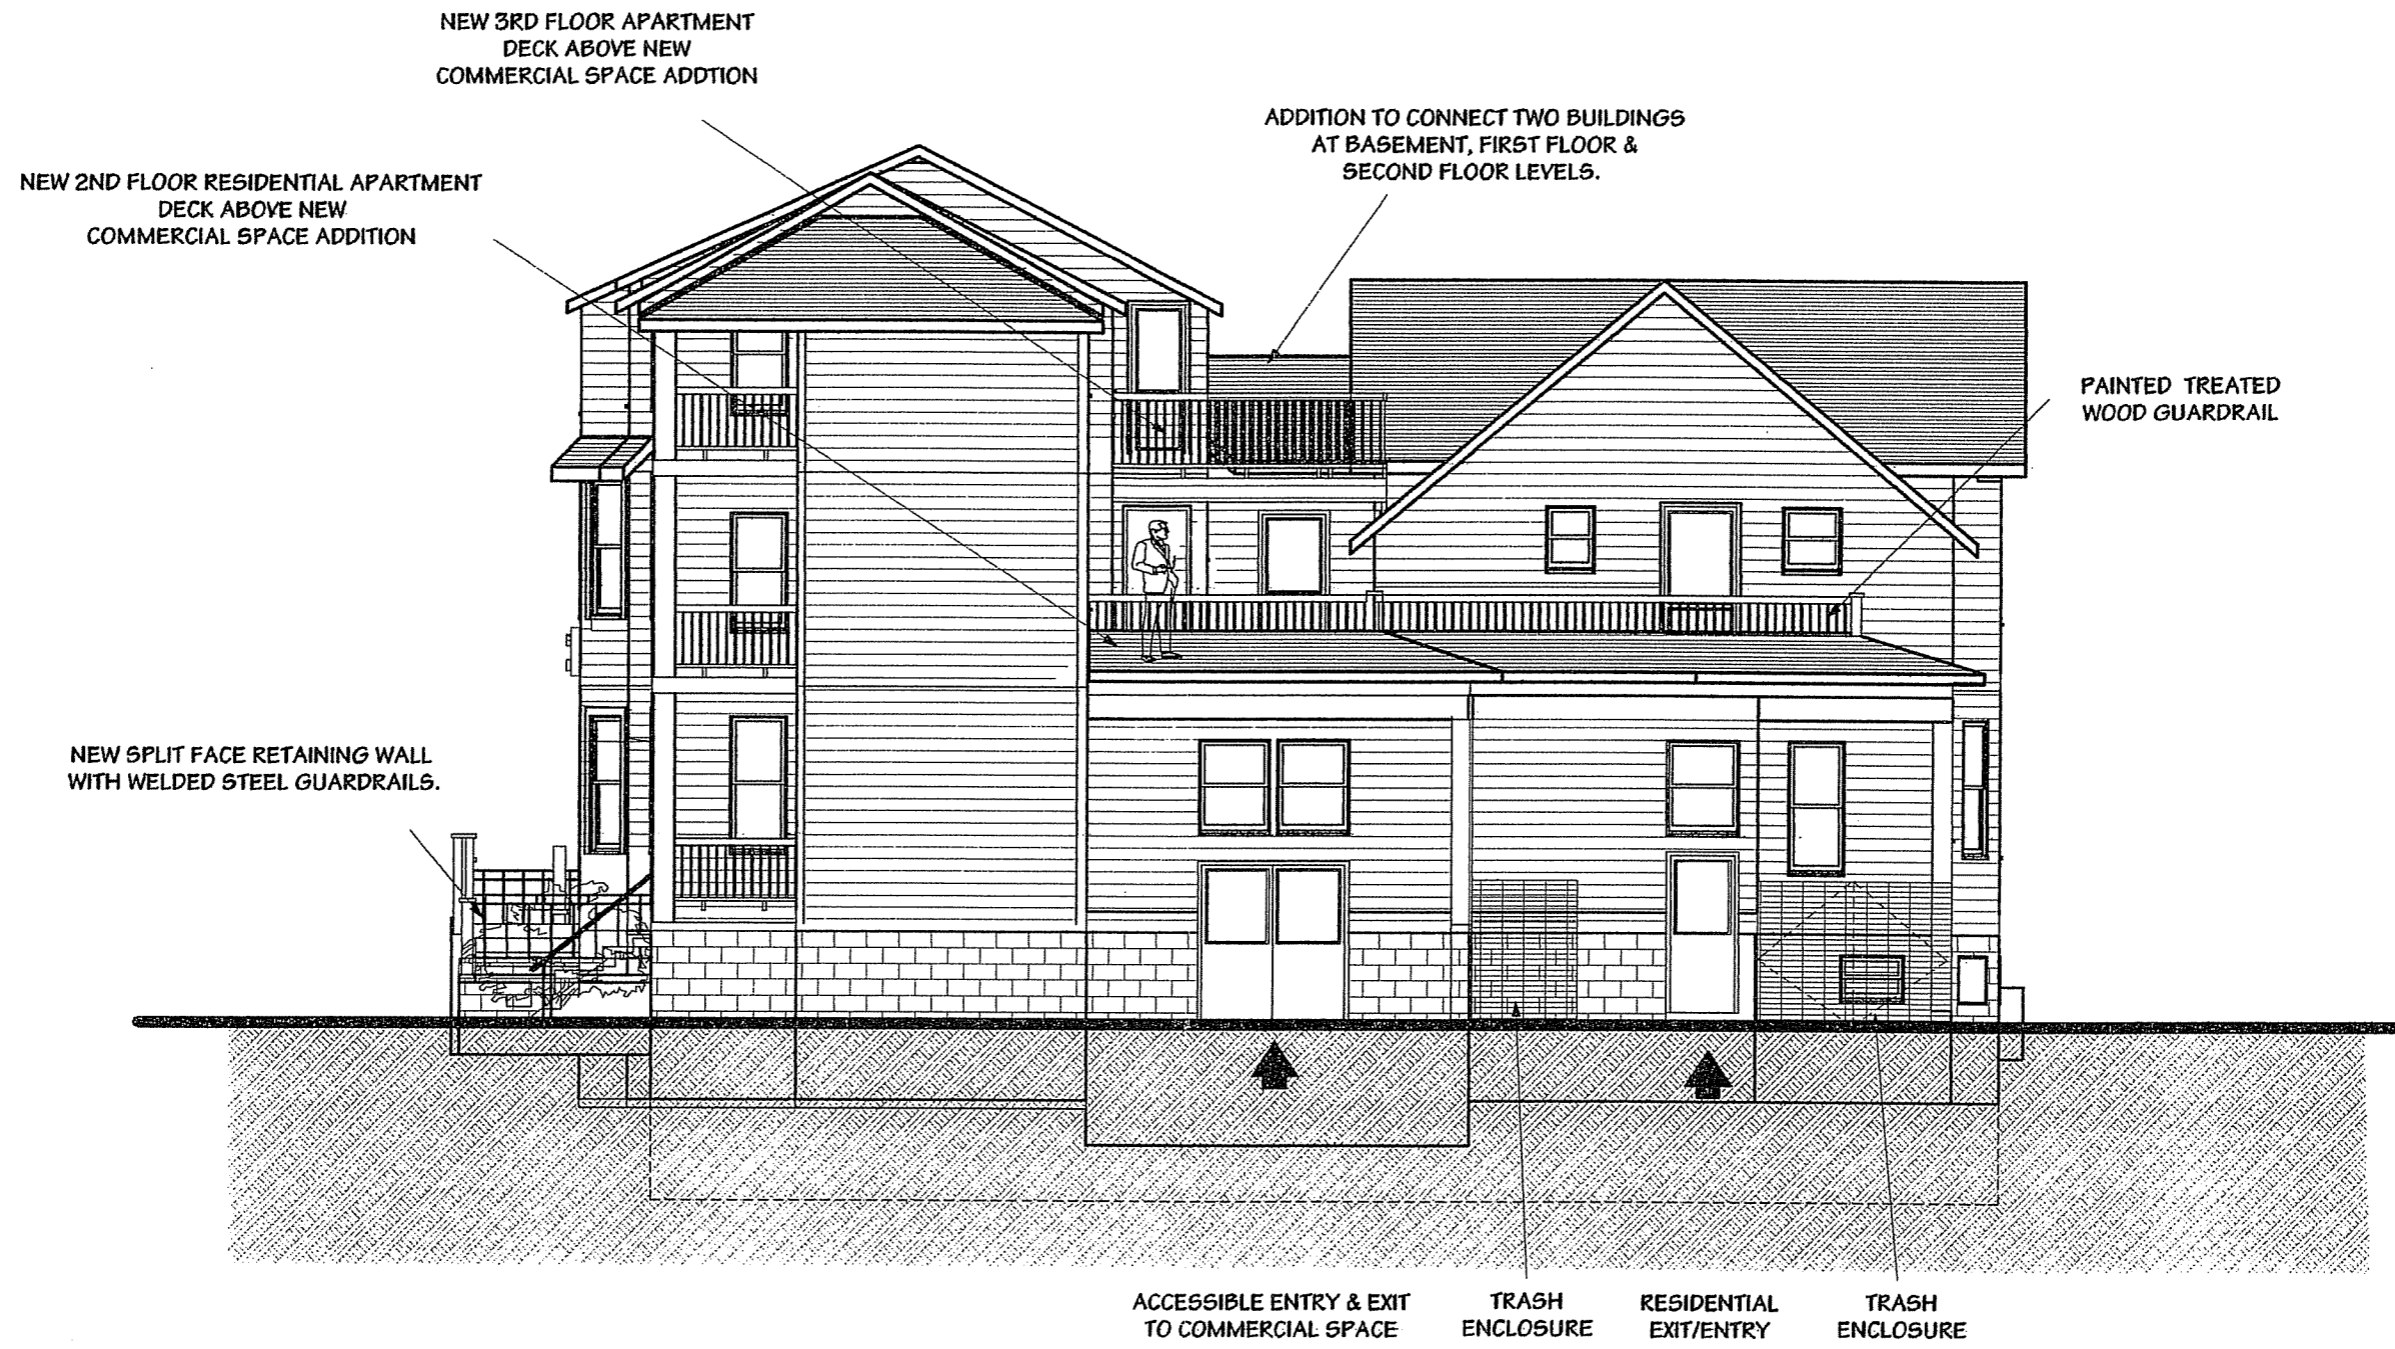 NEW 3RD FLOOR APARTMENT
DECK ABOVE NEW
COMMERCIAL SPACE ADDTION
ADDITION TO CONNECT TWO BUILDINGS
AT BASEMENT, FIRST FLOOR &
SECOND FLOOR LEVELS.
NEW 2ND FLOOR RESIDENTIAL APARTMENT
DECK ABOVE NEW
COMMERCIAL SPACE ADDITION
PAINTED TREATED
WOOD GUARDRAIL
NEW SPLIT FACE RETAINING WALL
WITH WELDED STEEL GUARDRAILS.
ACCESSIBLE ENTRY & EXIT
TO COMMERCIAL SPACE
TRASH
ENCLOSURE
RESIDENTIAL
EXIT/ENTRY
TRASH
ENCLOSURE